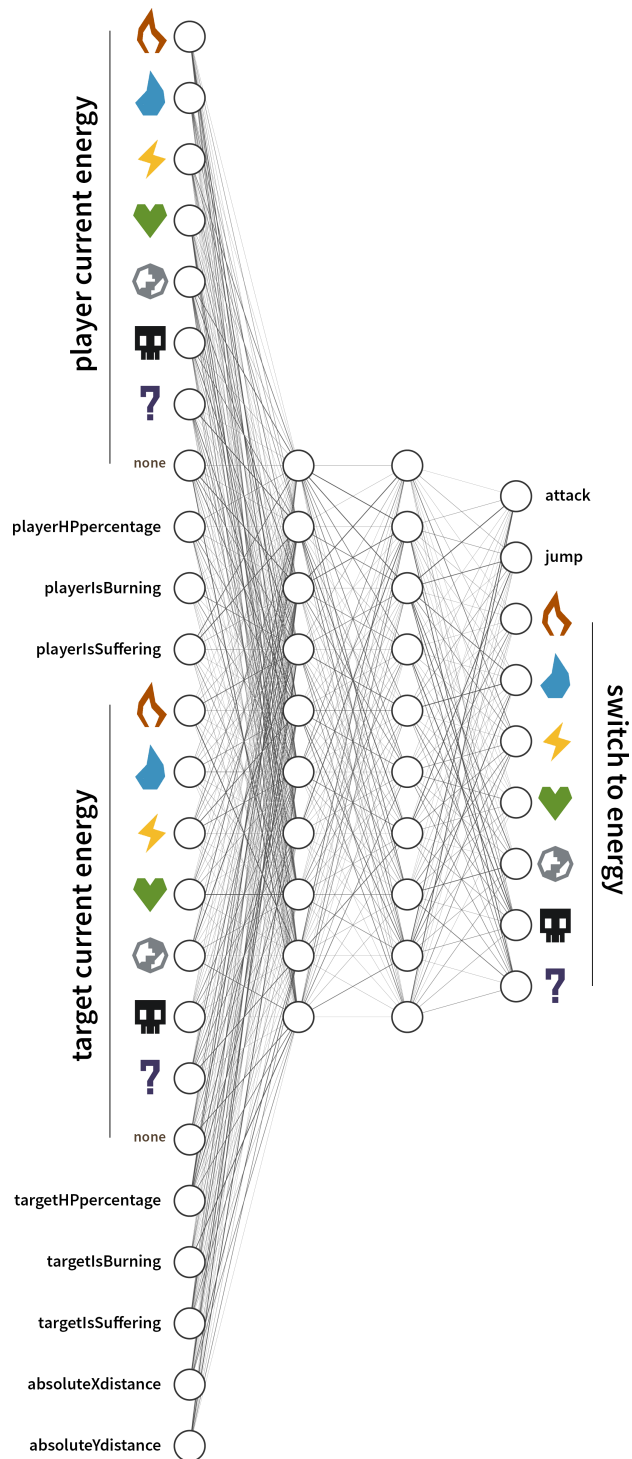 player current energy
?
none
playerHPpercentage
playerIsBurning
playerIsSuffering
target current energy
?
none
targetHPpercentage
targetIsBurning
targetIsSuffering
absoluteXdistance
absoluteYdistance
attack
jump
switch to energy
?